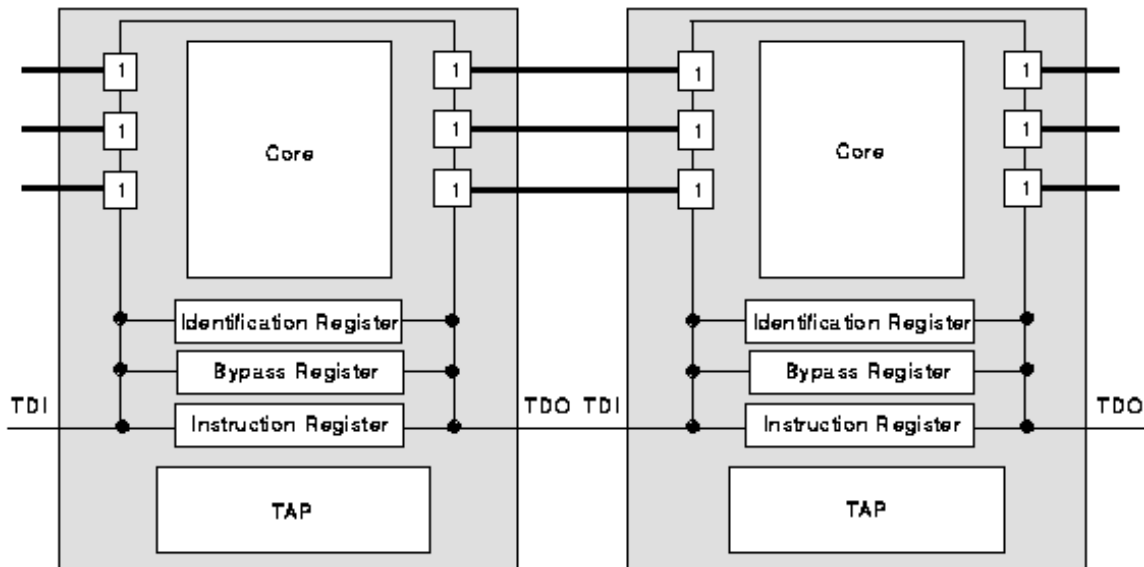 1 1 1 1
1 1 1 1
1 1 1 1
Core Core
Identification Register Identification Register
Bypass Register Bypass Register
TDI TDO TDI TDO
Instruction Register Instruction Register
TAP TAP